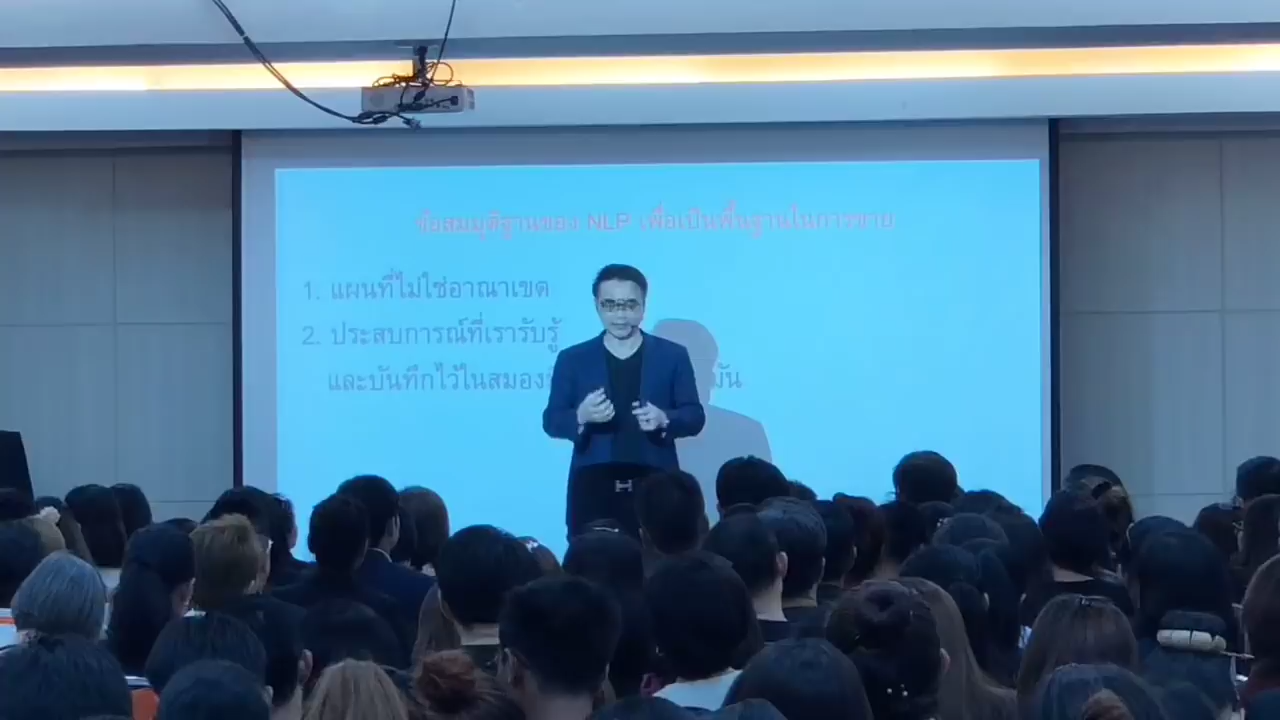 ข้อสมมุติฐานของ NLP เพื่อเป็นพื้นฐานในการขาย
1. แผนที่ไม่ใช่อาณาเขต
2. ประสบการณ์ที่เรารับรู้
และบันทึกไว้ในสมอง มัน
H